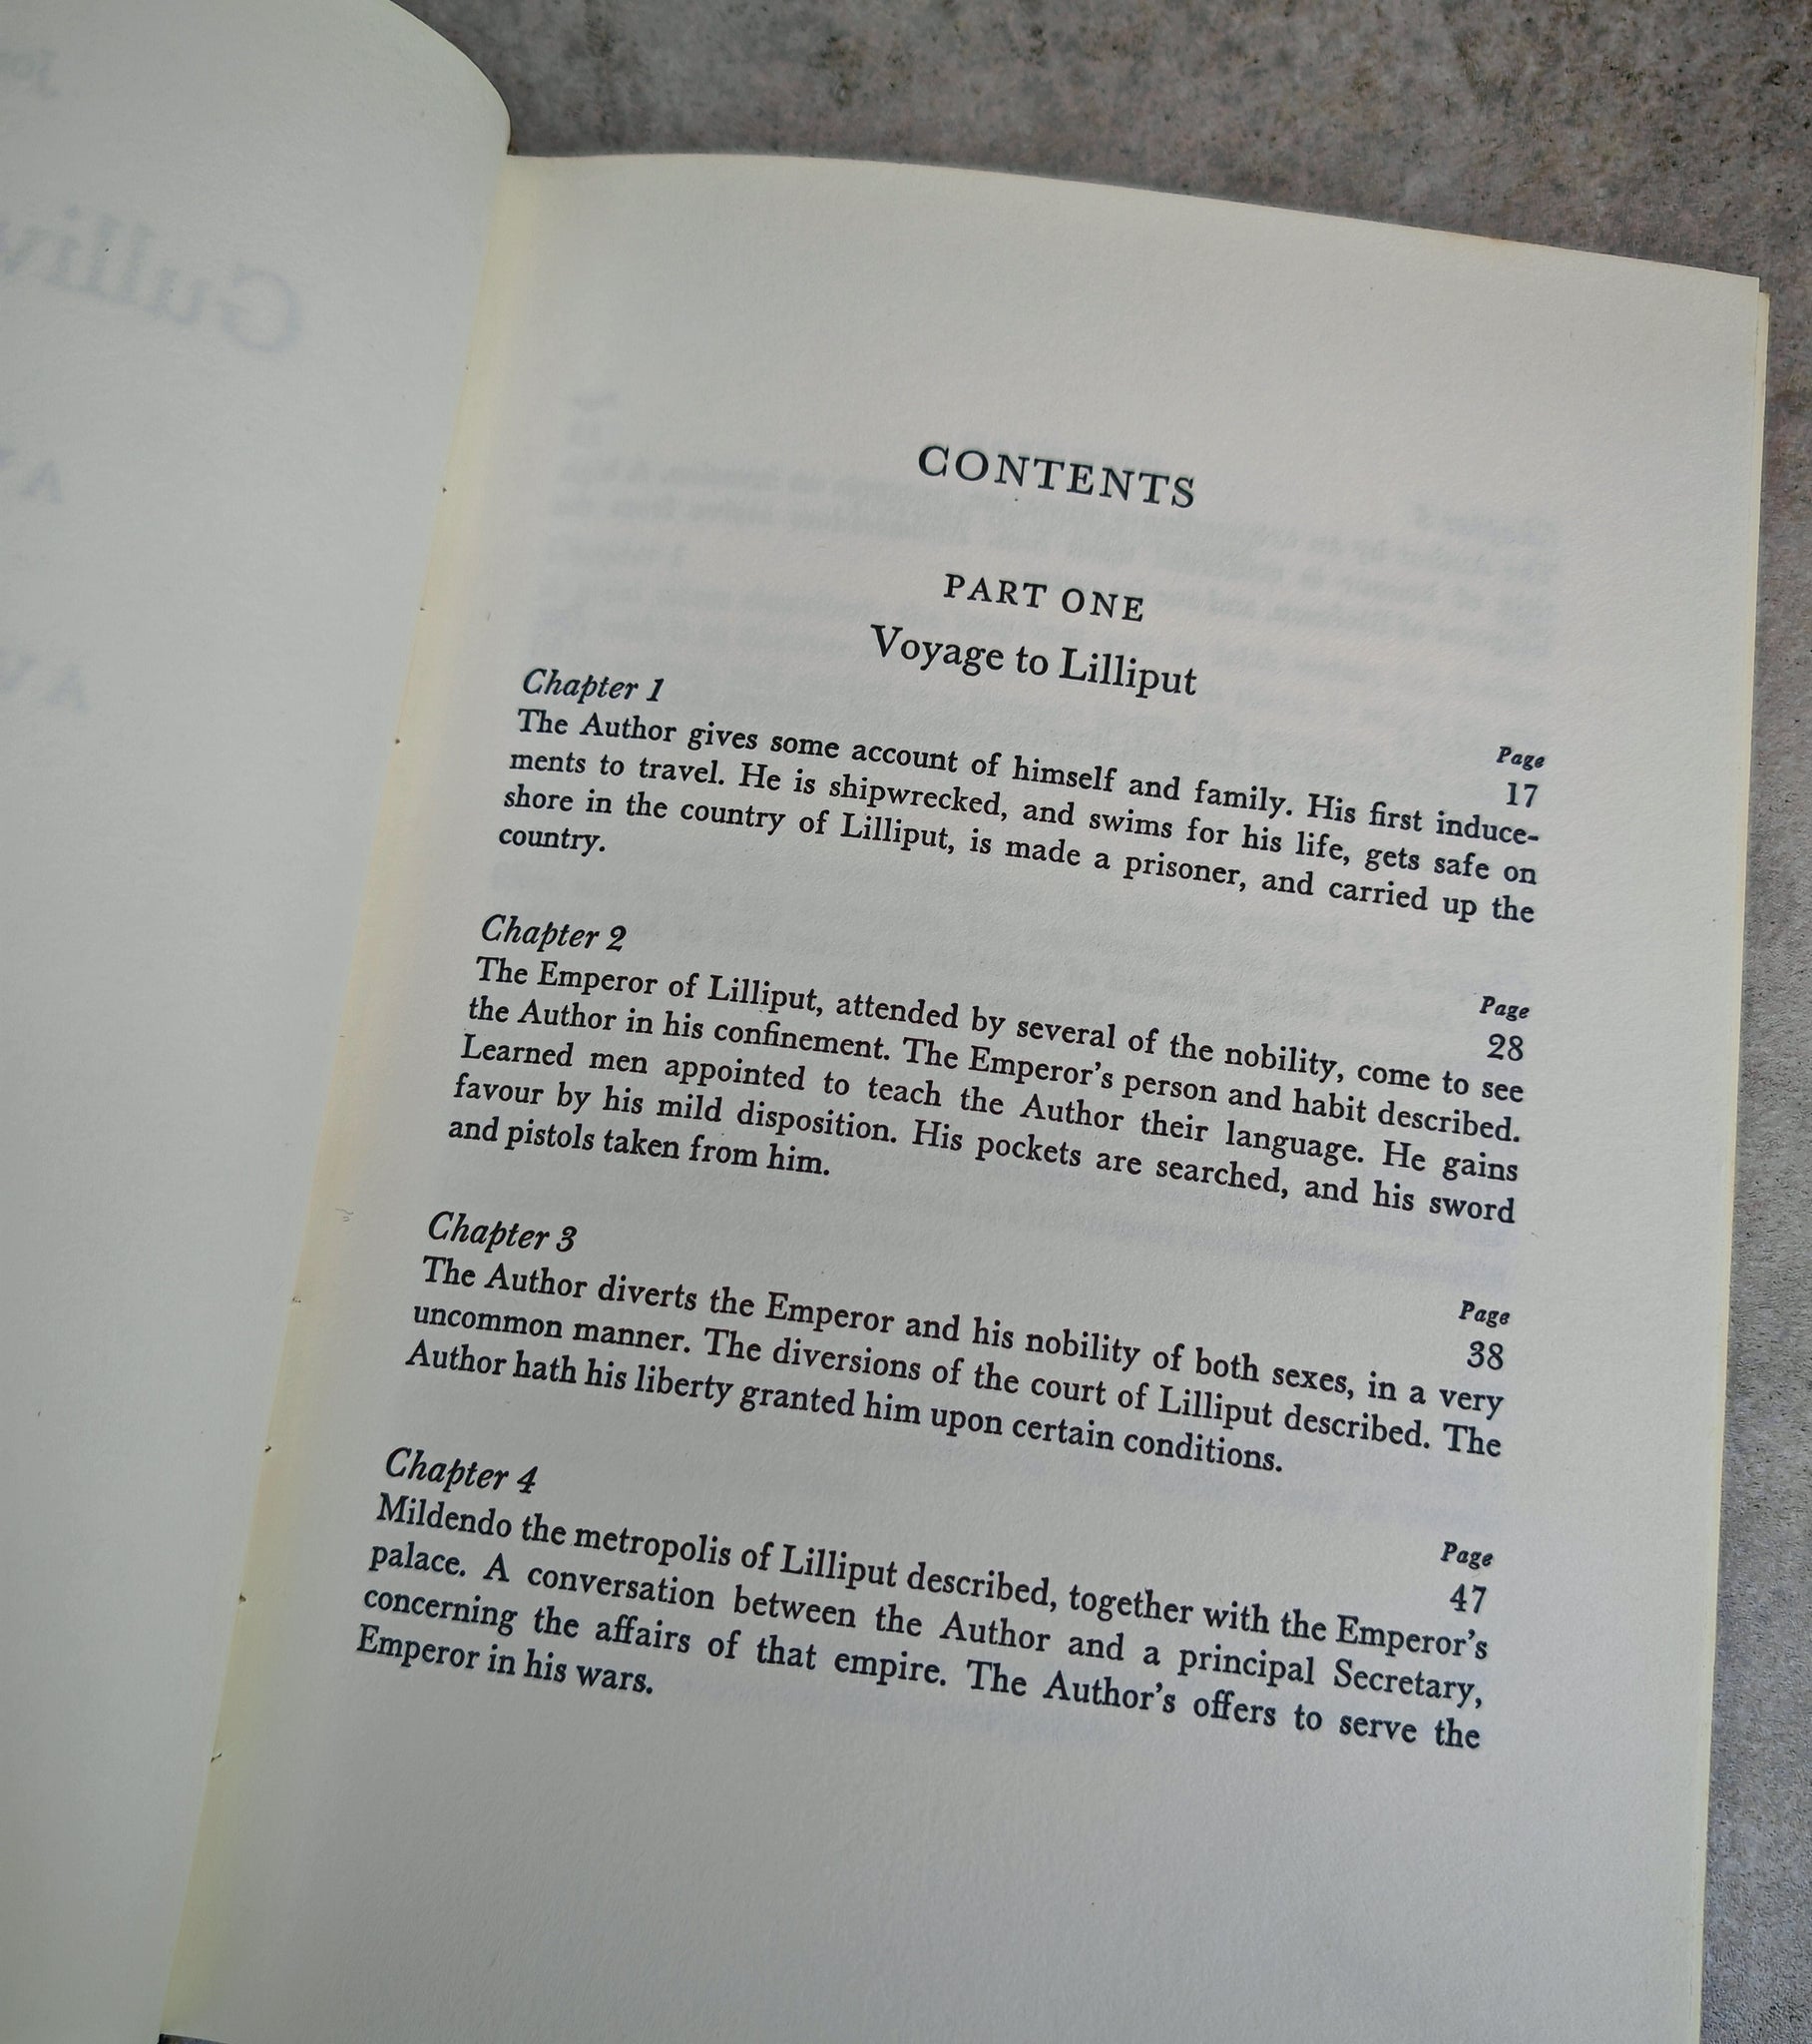 CONTENTS
PART ONE
Voyage to Lilliput
Chapter 1
Page
17
The Author gives some account of himself and family. His first induce-
ments to travel. He is shipwrecked, and swims for his life, gets safe on
shore in the country of Lilliput, is made a prisoner, and carried up the
country.
Chapter 2
Page
28
The Emperor of Lilliput, attended by several of the nobility, come to see
the Author in his confinement. The Emperor's person and habit described.
Learned men appointed to teach the Author their language. He gains
favour by his mild disposition. His pockets are searched, and his sword
and pistols taken from him.
Chapter 3
Page
38
The Author diverts the Emperor and his nobility of both sexes, in a very
uncommon manner. The diversions of the court of Lilliput described. The
Author hath his liberty granted him upon certain conditions.
Chapter 4
Page
47
Mildendo the metropolis of Lilliput described, together with the Emperor's
palace. A conversation between the Author and a principal Secretary,
concerning the affairs of that empire. The Author's offers to serve the
Emperor in his wars.